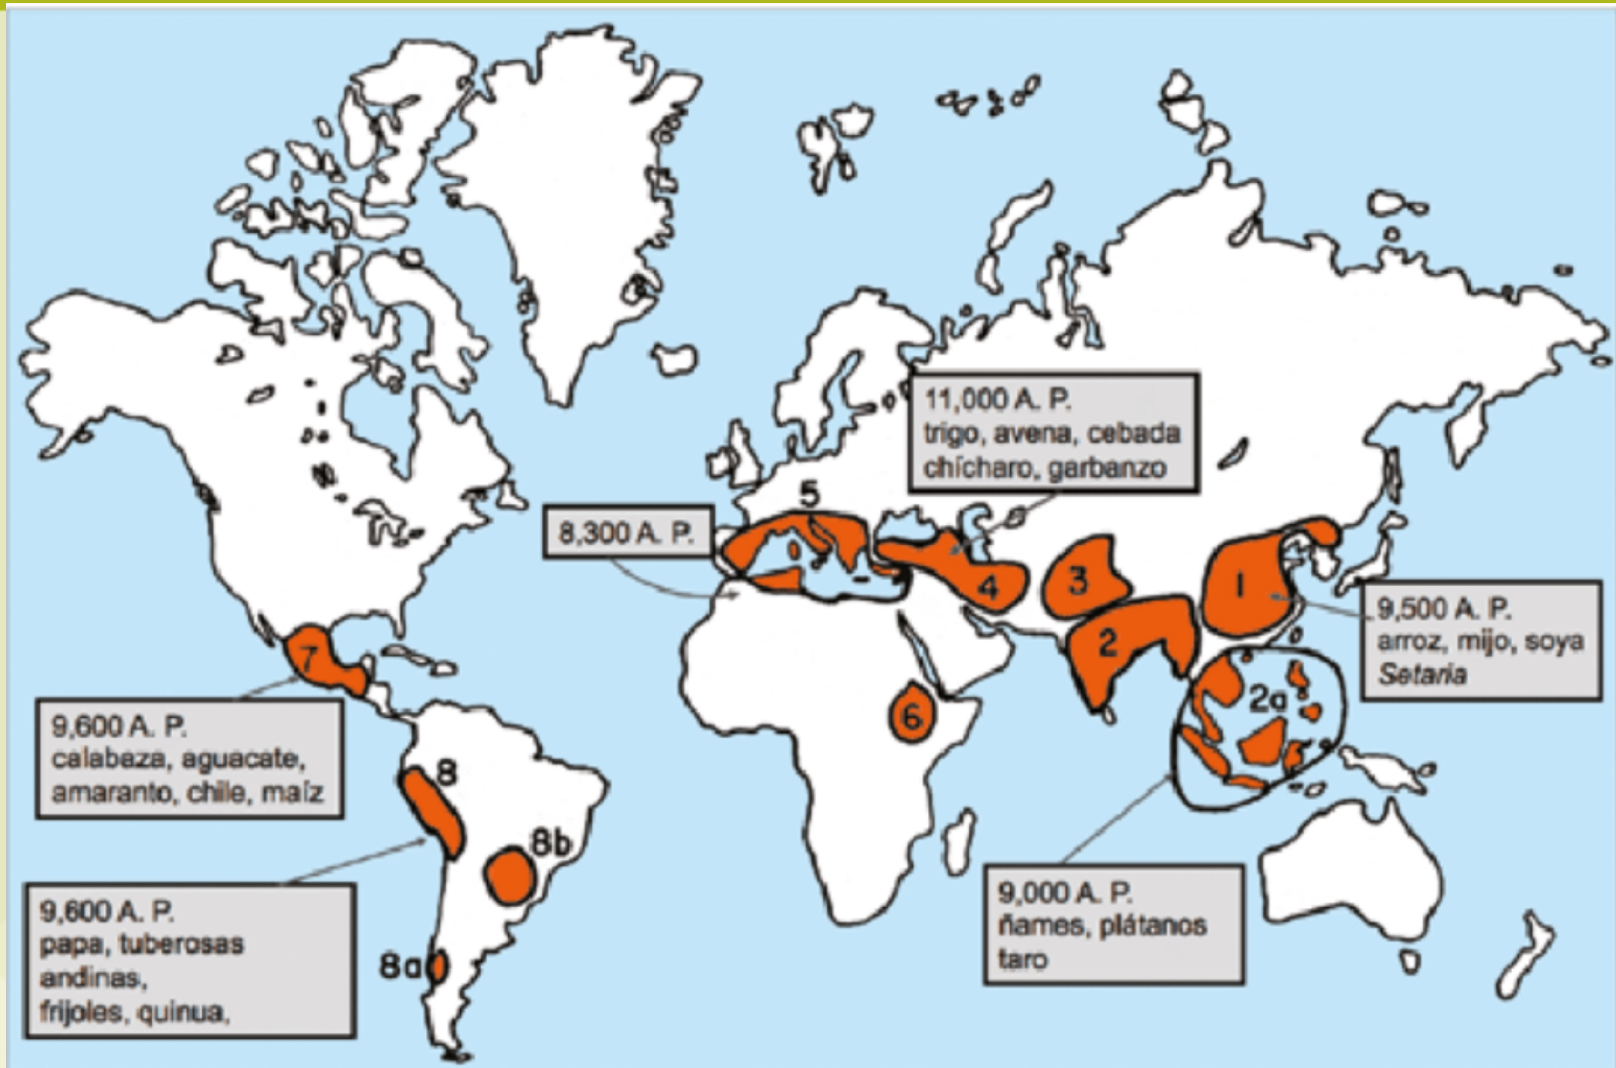 11,000 A. P.
trigo, avena, cebada
chícharo, garbanzo
5
8,300 A. P.
4
3
1
9,500 A. P.
arroz, mijo, soya
Setaria
2
2a
7
6
9,600 A. P.
calabaza, aguacate,
amaranto, chile, maíz
8
8b
9,000 A. P.
ñames, plátanos
taro
9,600 A. P.
papa, tuberosas
andinas,
frijoles, quinua,
8a